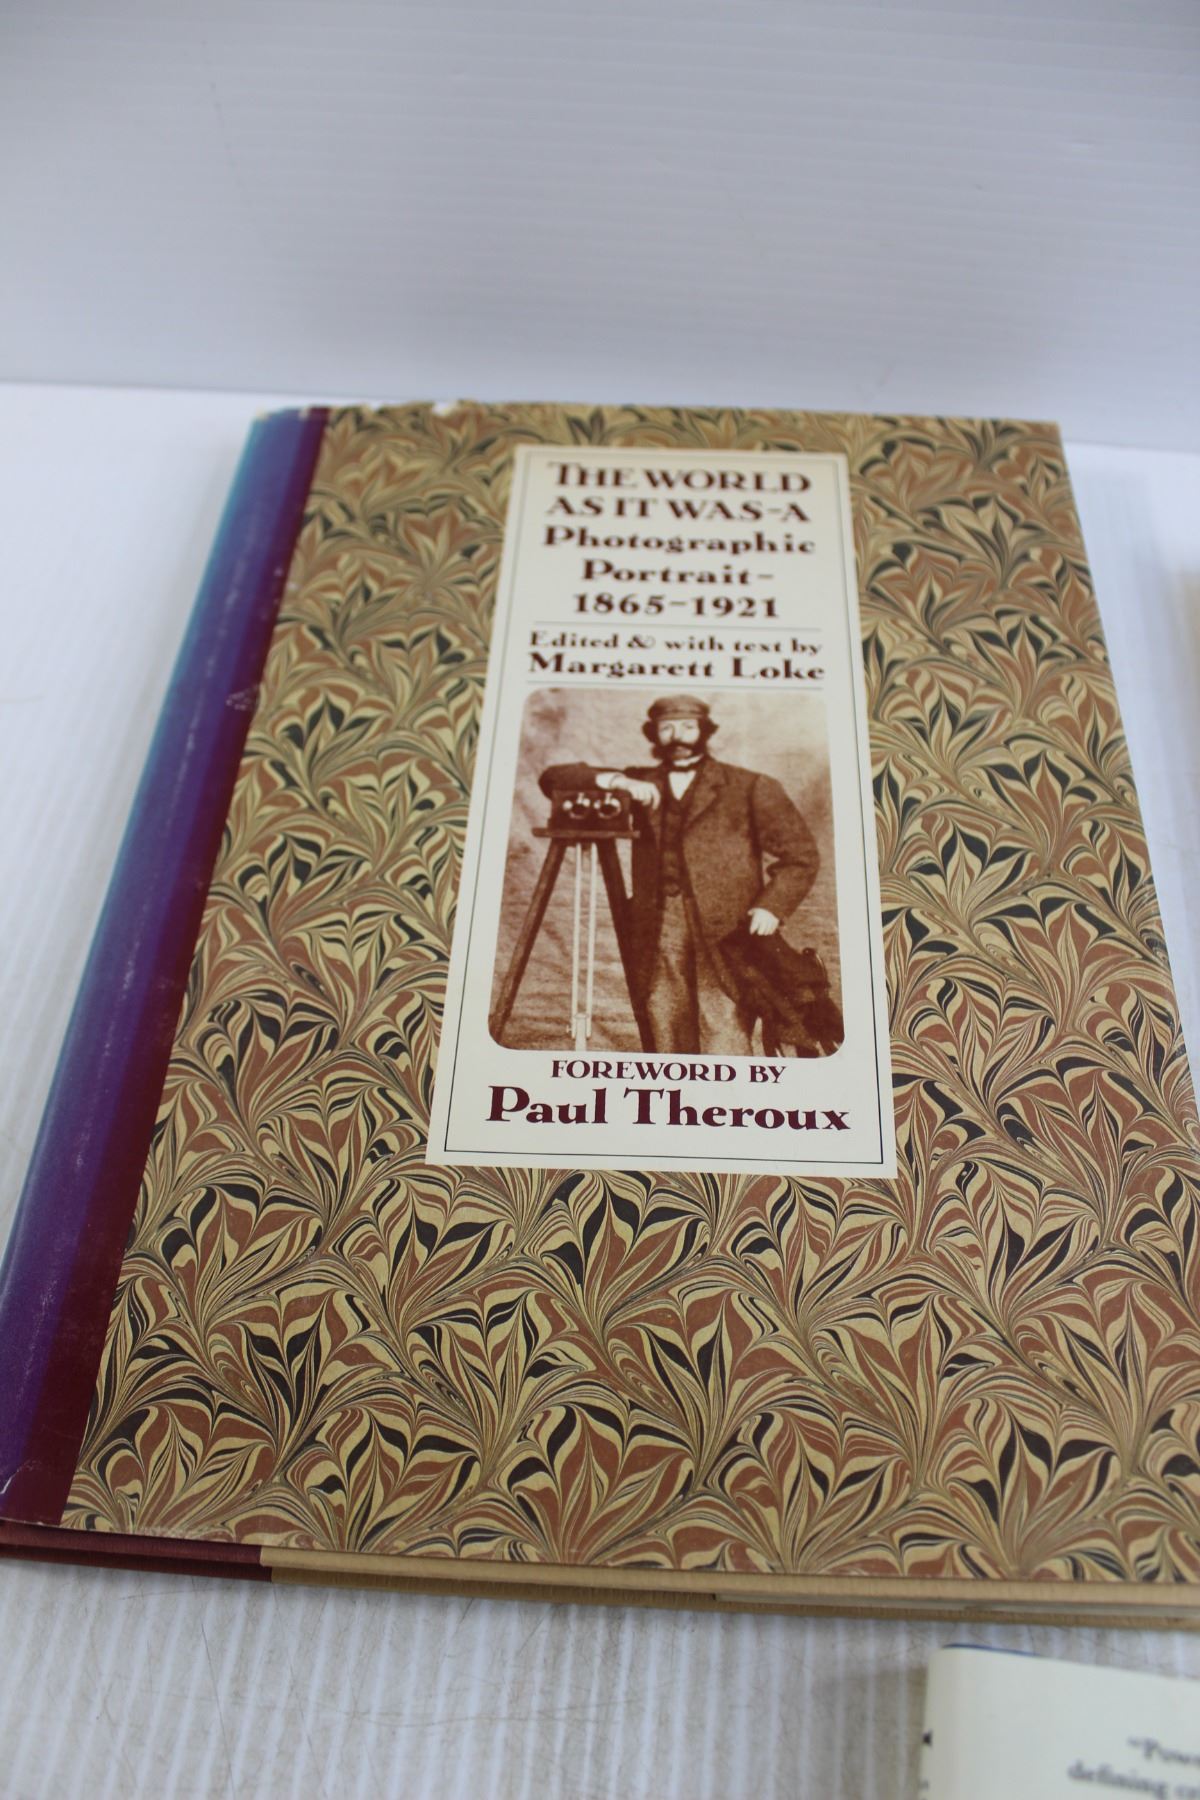 THE WORLD
AS IT WAS-A
Photographic
Portrait-
1865-1921
Edited & with text by
Margarett Loke
FOREWORD BY
Paul Theroux
defining